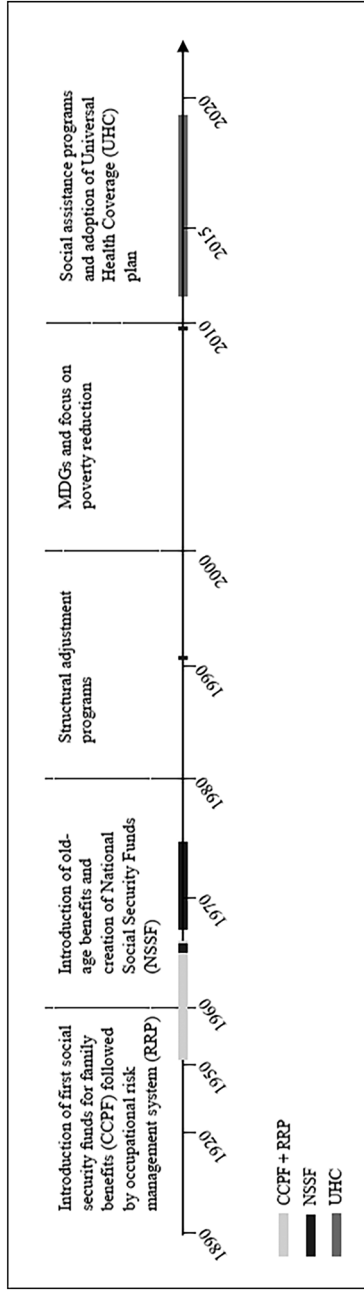 Introduction of first social
security funds for family
benefits (CCPF) followed
by occupational risk
management system (RRP)
Introduction of old-
age benefits and
creation of National
Social Security Funds
(NSSF)
Structural adjustment
programs
MDGs and focus on
poverty reduction
Social assistance programs
and adoption of Universal
Health Coverage (UHC)
plan
1890
1920
1950
1960
1970
1980
1990
2000
2010
2015
2020
CCPF + RRP
NSSF
UHC